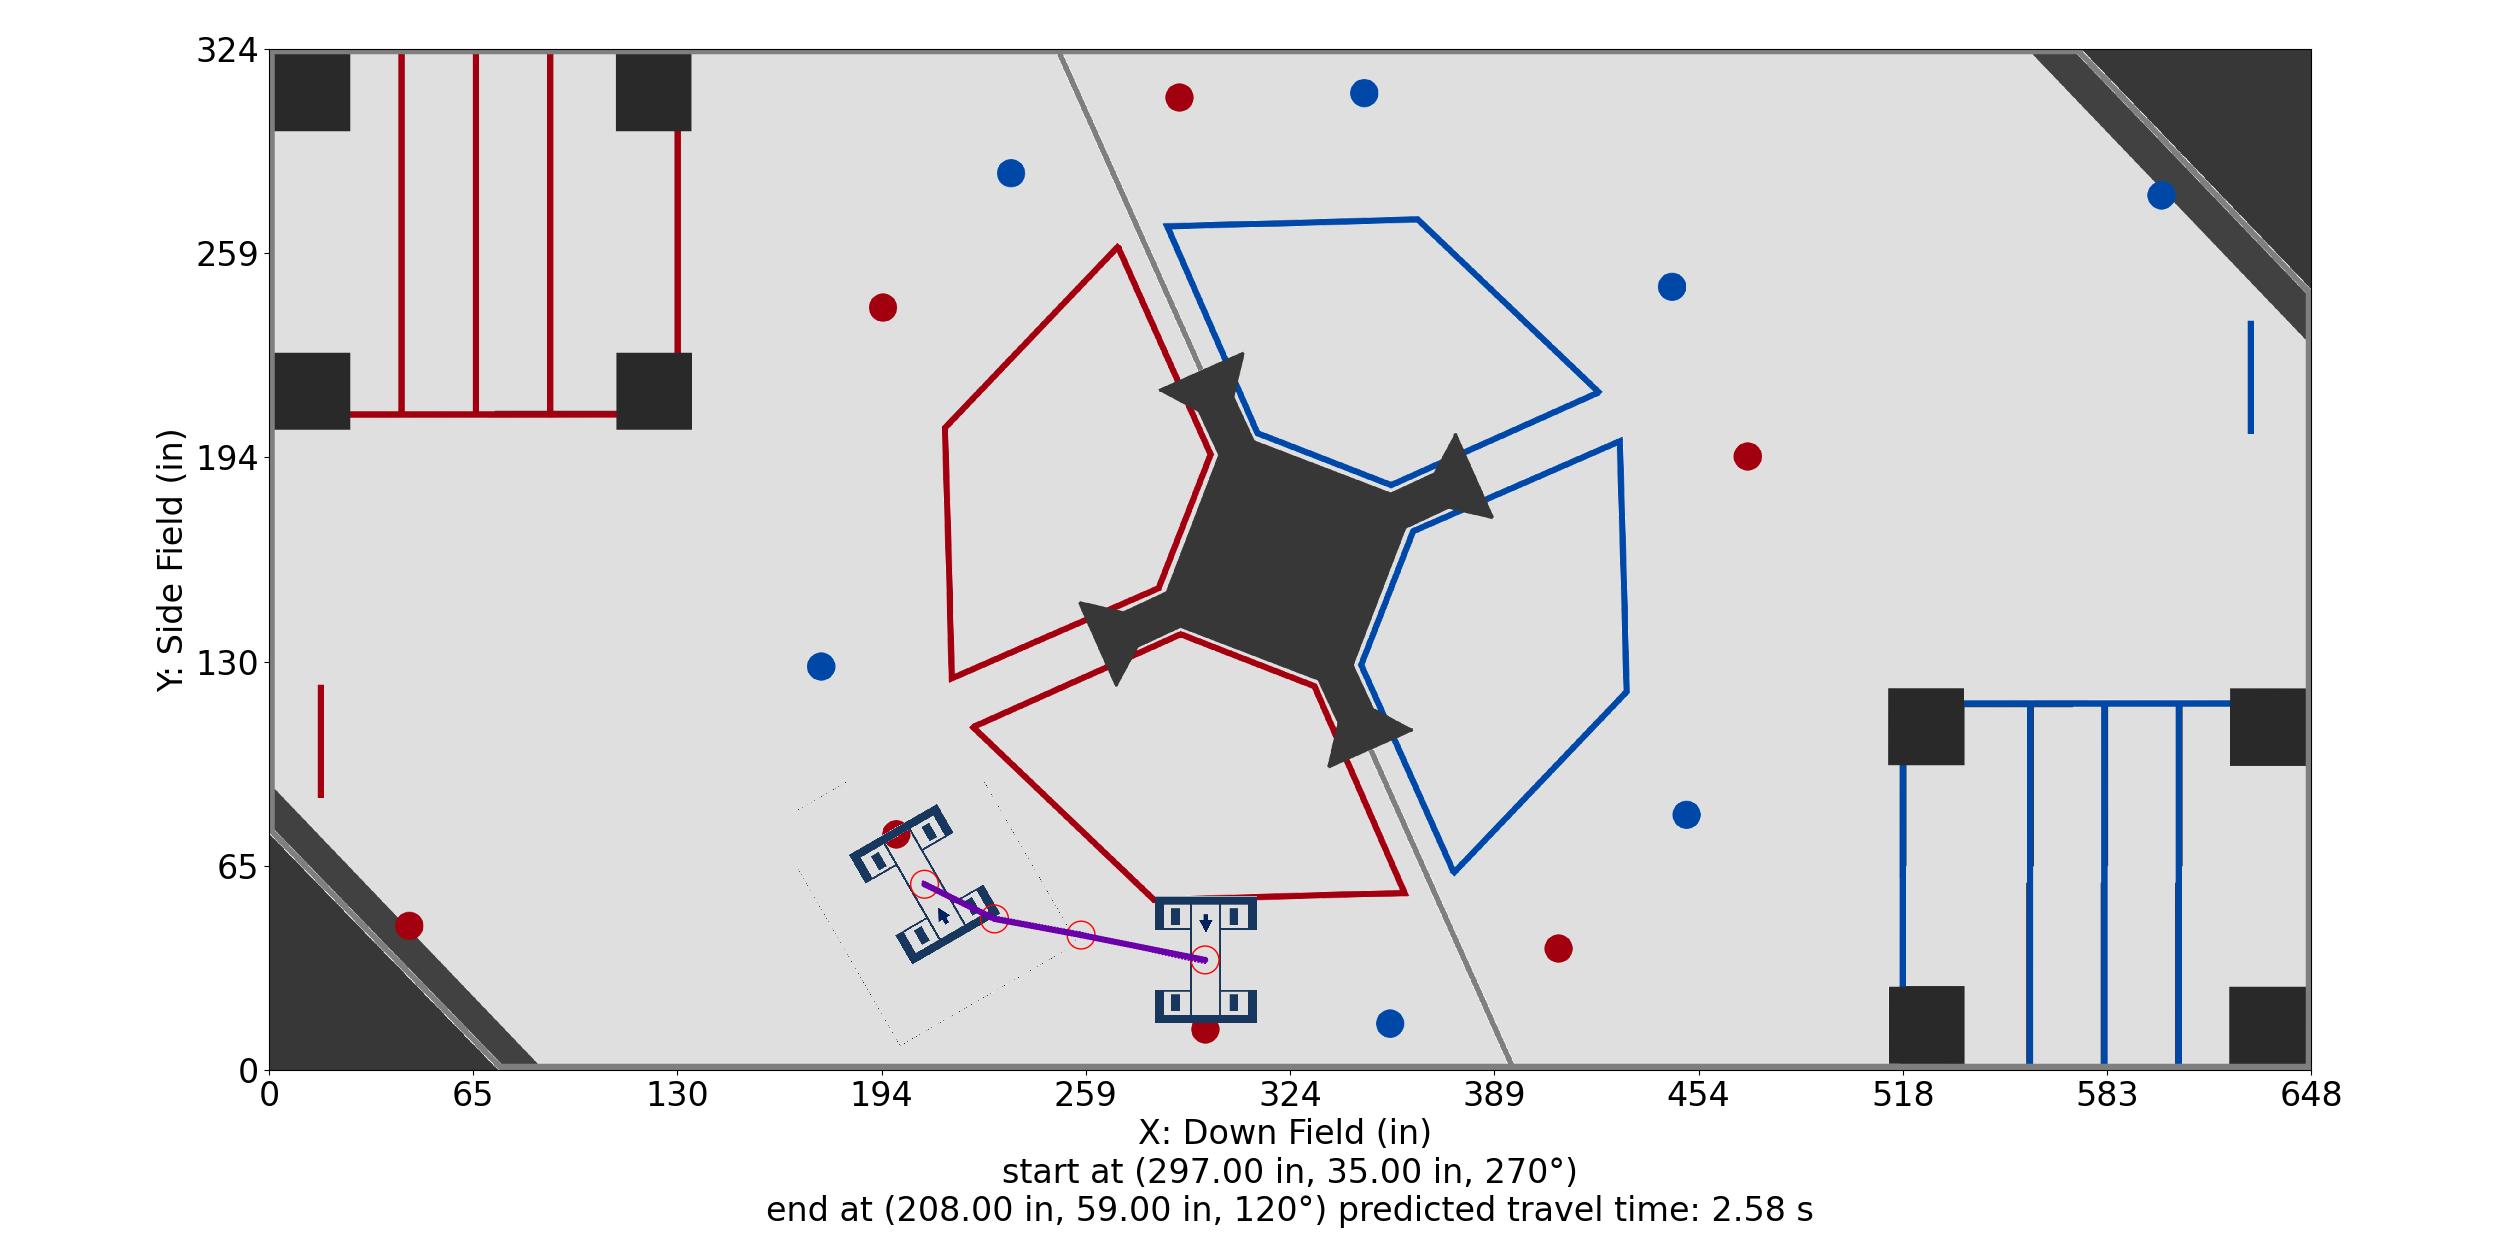 324
259
194
130
65
0
Y: Side Field (in)
0 65 130 194 259 324 389 454 518 583 648
X: Down Field (in)
start at (297.00 in, 35.00 in, 270°)
end at (208.00 in, 59.00 in, 120°) predicted travel time: 2.58 s